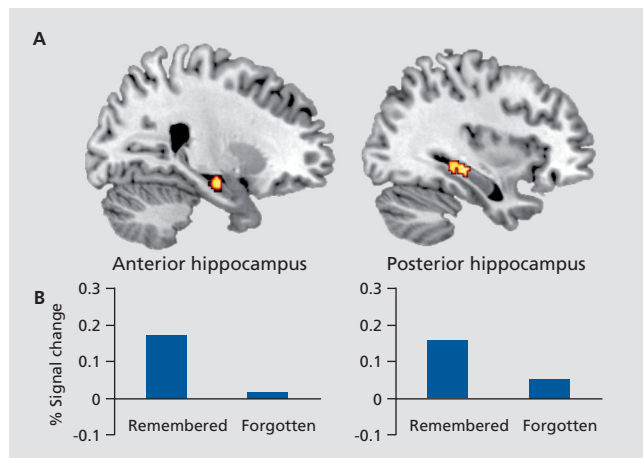 A
Anterior hippocampus
Posterior hippocampus
B
% Signal change
0.3
0.2
0.1
0
-0.1
Remembered
Forgotten
0.3
0.2
0.1
0
-0.1
Remembered
Forgotten